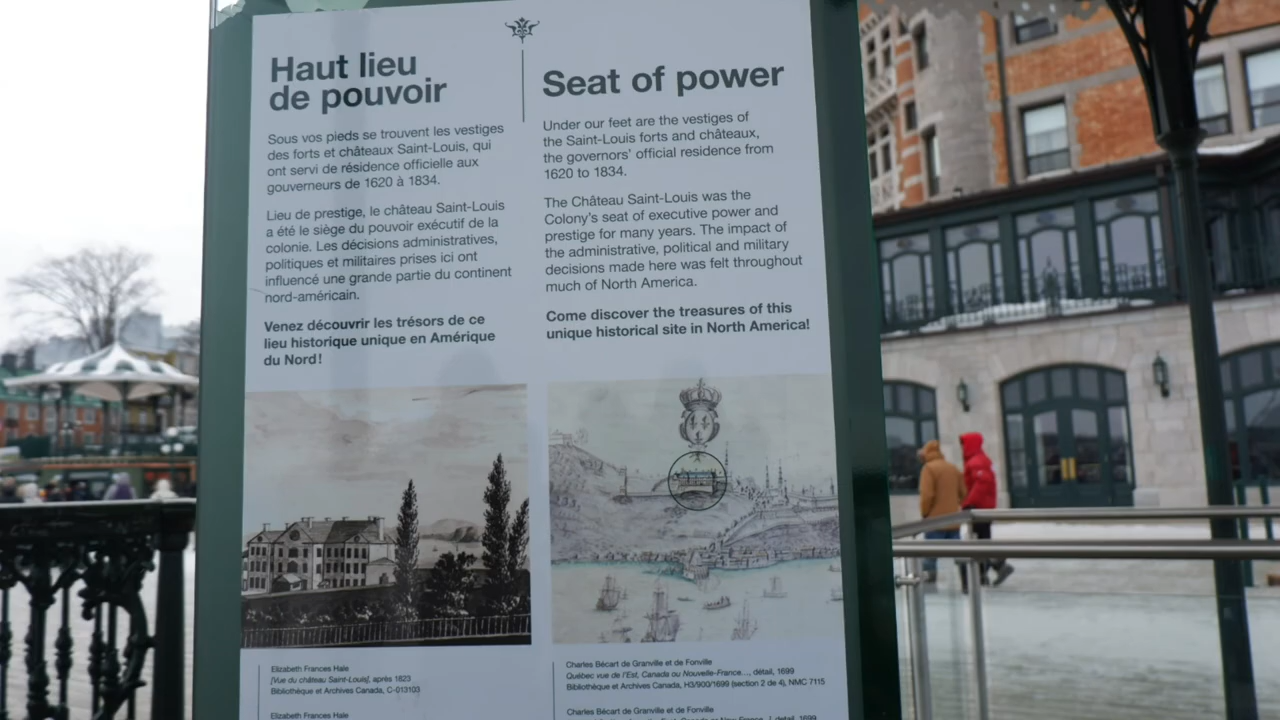 Haut lieu
de pouvoir
Sous vos pieds se trouvent les vestiges
des forts et châteaux Saint-Louis, qui
ont servi de résidence officielle aux
gouverneurs de 1620 à 1834.
Lieu de prestige, le château Saint-Louis
a été le siège du pouvoir exécutif de la
colonie. Les décisions administratives,
politiques et militaires prises ici ont
influencé une grande partie du continent
nord-américain.
Venez découvrir les trésors de ce
lieu historique unique en Amérique
du Nord!
Seat of power
Under our feet are the vestiges of
the Saint-Louis forts and châteaux,
the governors' official residence from
1620 to 1834.
The Château Saint-Louis was the
Colony's seat of executive power and
prestige for many years. The impact of
the administrative, political and military
decisions made here was felt throughout
much of North America.
Come discover the treasures of this
unique historical site in North America!
Elizabeth Frances Hale
[Vue du château Saint-Louis], après 1823
Bibliothèque et Archives Canada, C-013103
Elizabeth Frances Hale
Charles Bécart de Granville et de Fonville
Québec vue de l'Est, Canada ou Nouvelle-France..., détail, 1699
Bibliothèque et Archives Canada, H3/900/1699 (section 2 de 4), NMC 7115
Charles Bécart de Granville et de Fonville